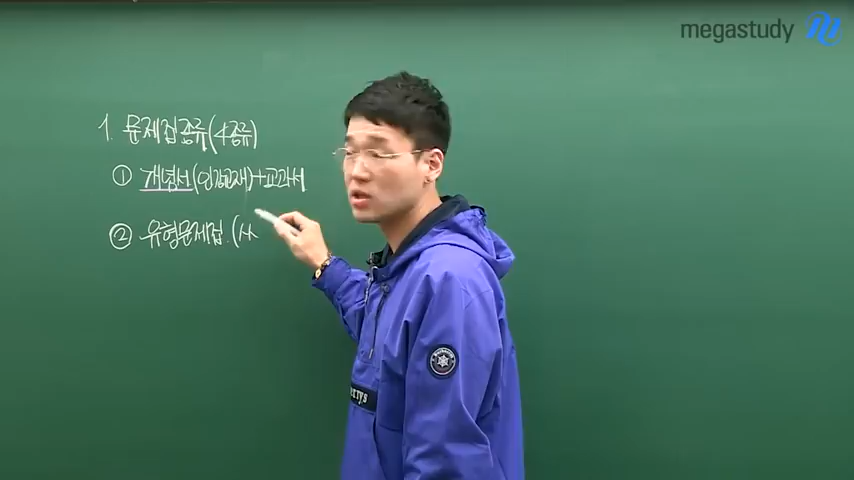 megastudy
1. 문제집종류(4종류)
① 개념서(인강교재)+교과서
② 유형문제집 (사